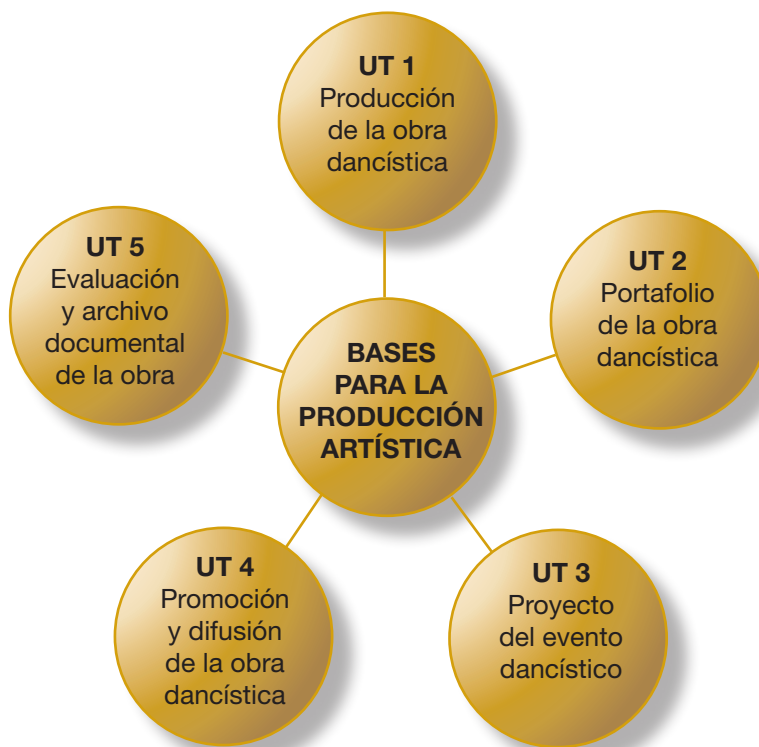 UT 1
Producción
de la obra
dancística
UT 2
Portafolio
de la obra
dancística
UT 3
Proyecto
del evento
dancístico
UT 4
Promoción
y difusión
de la obra
dancística
UT 5
Evaluación
y archivo
documental
de la obra
BASES
PARA LA
PRODUCCIÓN
ARTÍSTICA